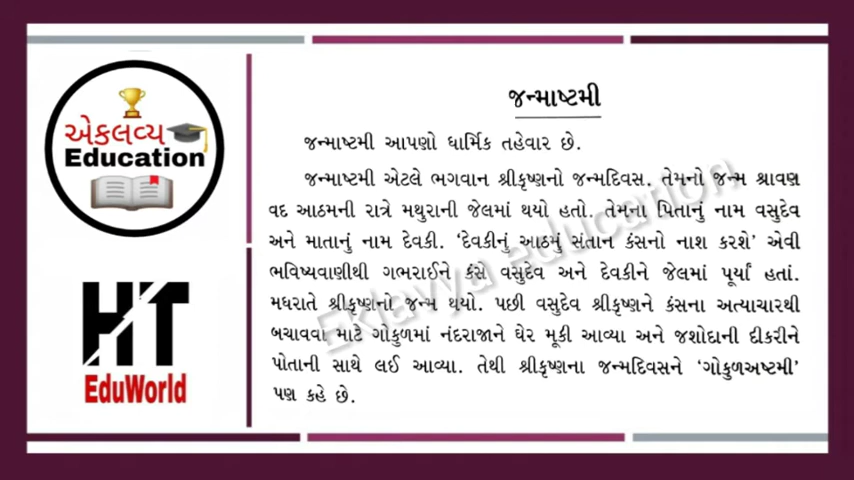 એકલવ્ય
Education
HT
EduWorld
જન્માષ્ટમી
જન્માષ્ટમી આપણો ધાર્મિક તહેવાર છે.
જન્માષ્ટમી એટલે ભગવાન શ્રીકૃષ્ણનો જન્મદિવસ. તેમનો જન્મ શ્રાવણ
વદ આઠમની રાત્રે મથુરાની જેલમાં થયો હતો. તેમના પિતાનું નામ વસુદેવ
અને માતાનું નામ દેવકી. ‘દેવકીનું આઠમું સંતાન કંસનો નાશ કરશે’ એવી
ભવિષ્યવાણીથી ગભરાઈને કંસે વસુદેવ અને દેવકીને જેલમાં પૂર્યાં હતાં.
મધરાતે શ્રીકૃષ્ણનો જન્મ થયો. પછી વસુદેવ શ્રીકૃષ્ણને કંસના અત્યાચારથી
બચાવવા માટે ગોકુળમાં નંદરાજાને ઘેર મૂકી આવ્યા અને જશોદાની દીકરીને
પોતાની સાથે લઈ આવ્યા. તેથી શ્રીકૃષ્ણના જન્મદિવસને ‘ગોકુળઅષ્ટમી’
પણ કહે છે.
Eklavya education